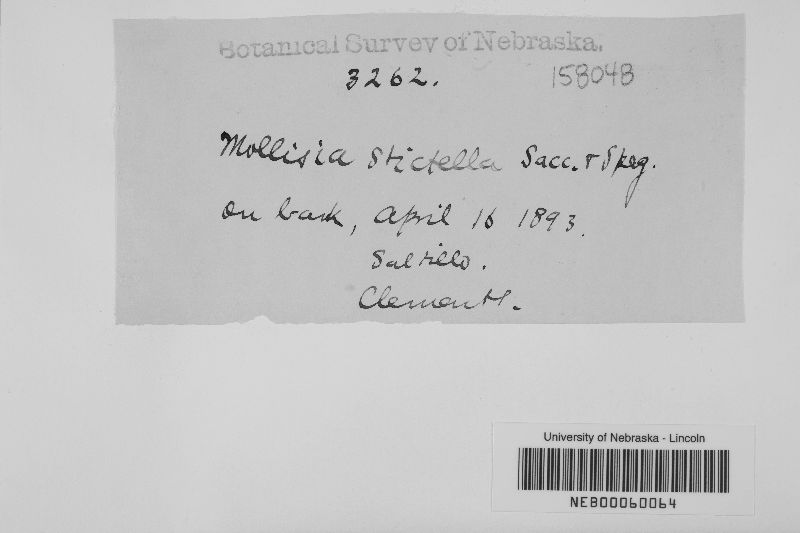 Botanical Survey of Nebraska.
3262.
158048
Mollisia stictella Sacc. & Speg.
on bark, April 16 1893.
Saltillo.
Clements.
University of Nebraska - Lincoln
NEB00060064